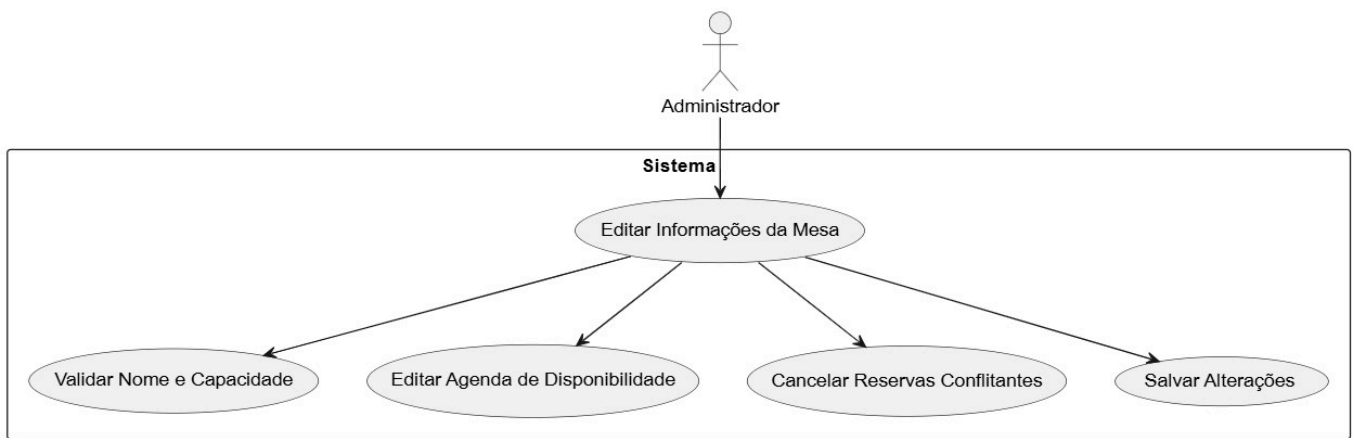 Administrador
Sistema
Editar Informações da Mesa
Validar Nome e Capacidade
Editar Agenda de Disponibilidade
Cancelar Reservas Conflitantes
Salvar Alterações